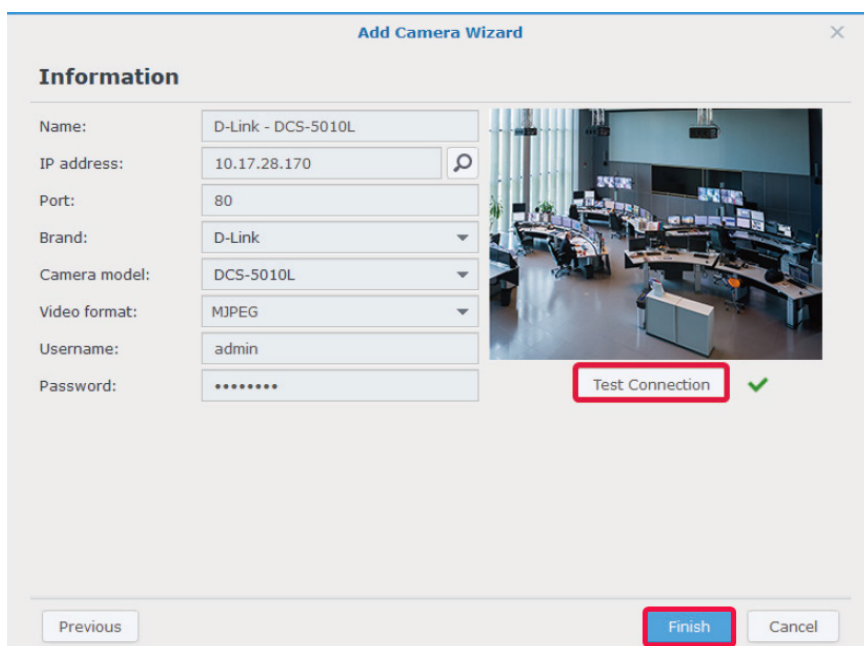 Add Camera Wizard
Information
Name: D-Link - DCS-5010L
IP address: 10.17.28.170
Port: 80
Brand: D-Link
Camera model: DCS-5010L
Video format: MJPEG
Username: admin
Password: ••••••••
Test Connection
Previous Finish Cancel